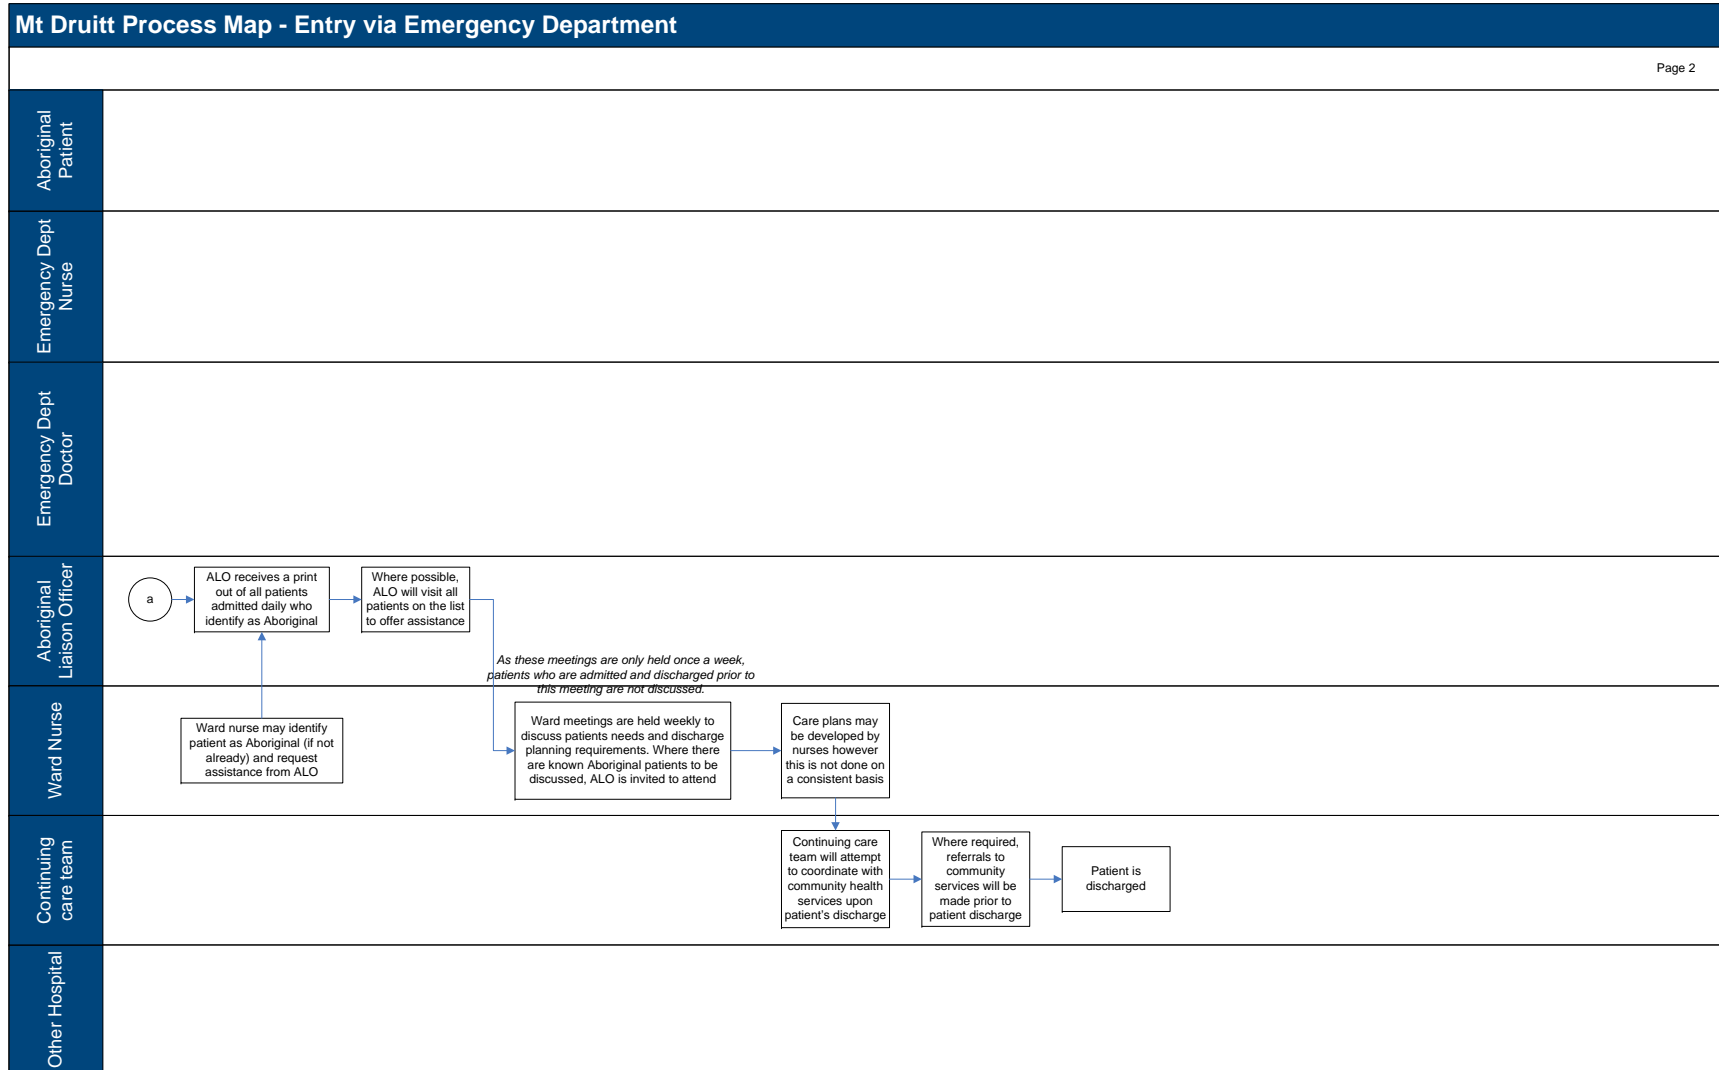 Mt Druitt Process Map - Entry via Emergency Department
Page 2
Aboriginal
Patient
Emergency Dept
Nurse
Emergency Dept
Doctor
Aboriginal
Liaison Officer
a
ALO receives a print
out of all patients
admitted daily who
identify as Aboriginal
Where possible,
ALO will visit all
patients on the list
to offer assistance
As these meetings are only held once a week,
patients who are admitted and discharged prior to
this meeting are not discussed.
Ward Nurse
Ward nurse may identify
patient as Aboriginal (if not
already) and request
assistance from ALO
Ward meetings are held weekly to
discuss patients needs and discharge
planning requirements. Where there
are known Aboriginal patients to be
discussed, ALO is invited to attend
Care plans may
be developed by
nurses however
this is not done on
a consistent basis
Continuing
care team
Continuing care
team will attempt
to coordinate with
community health
services upon
patient's discharge
Where required,
referrals to
community
services will be
made prior to
patient discharge
Patient is
discharged
Other Hospital